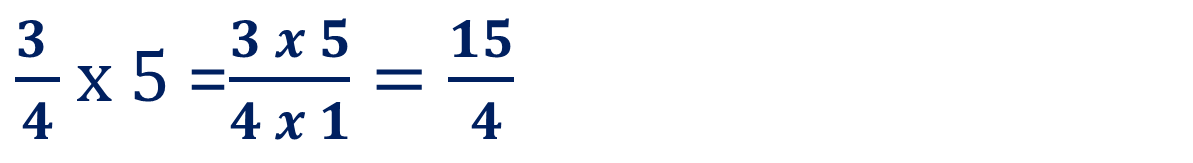 3/4 x 5 = 3 x 5 / 4 x 1 = 15/4